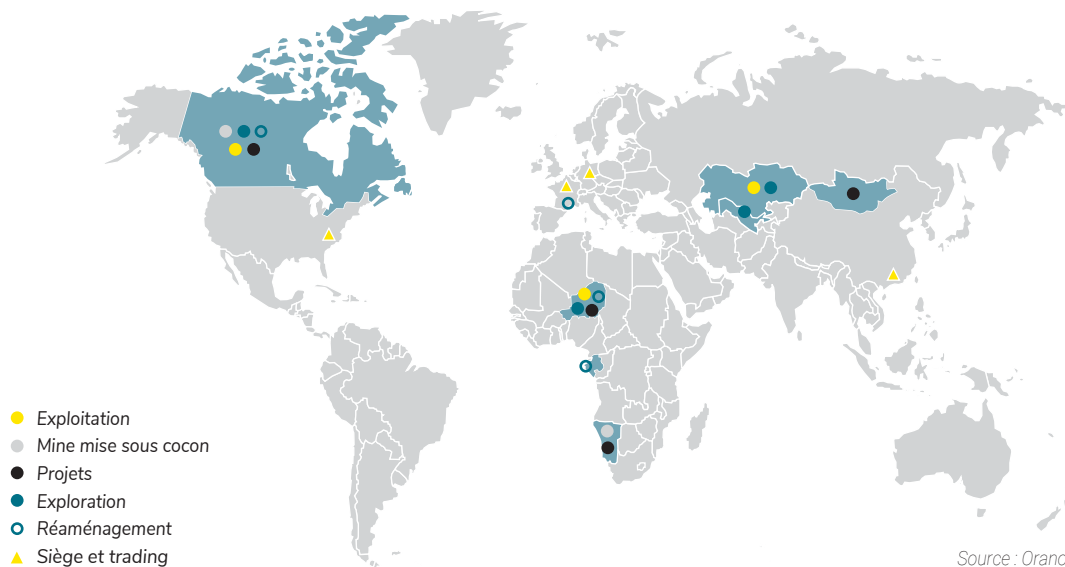 Exploitation
Mine mise sous cocon
Projets
Exploration
Réaménagement
Siège et trading
Source : Orano